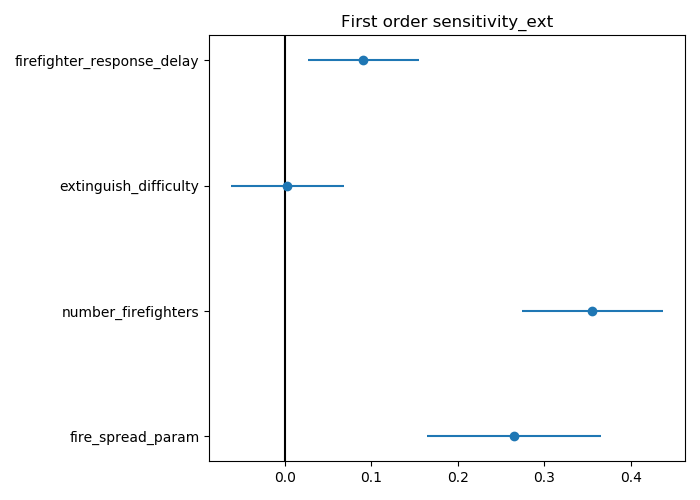 First order sensitivity_ext
firefighter_response_delay
extinguish_difficulty
number_firefighters
fire_spread_param
0.0 0.1 0.2 0.3 0.4